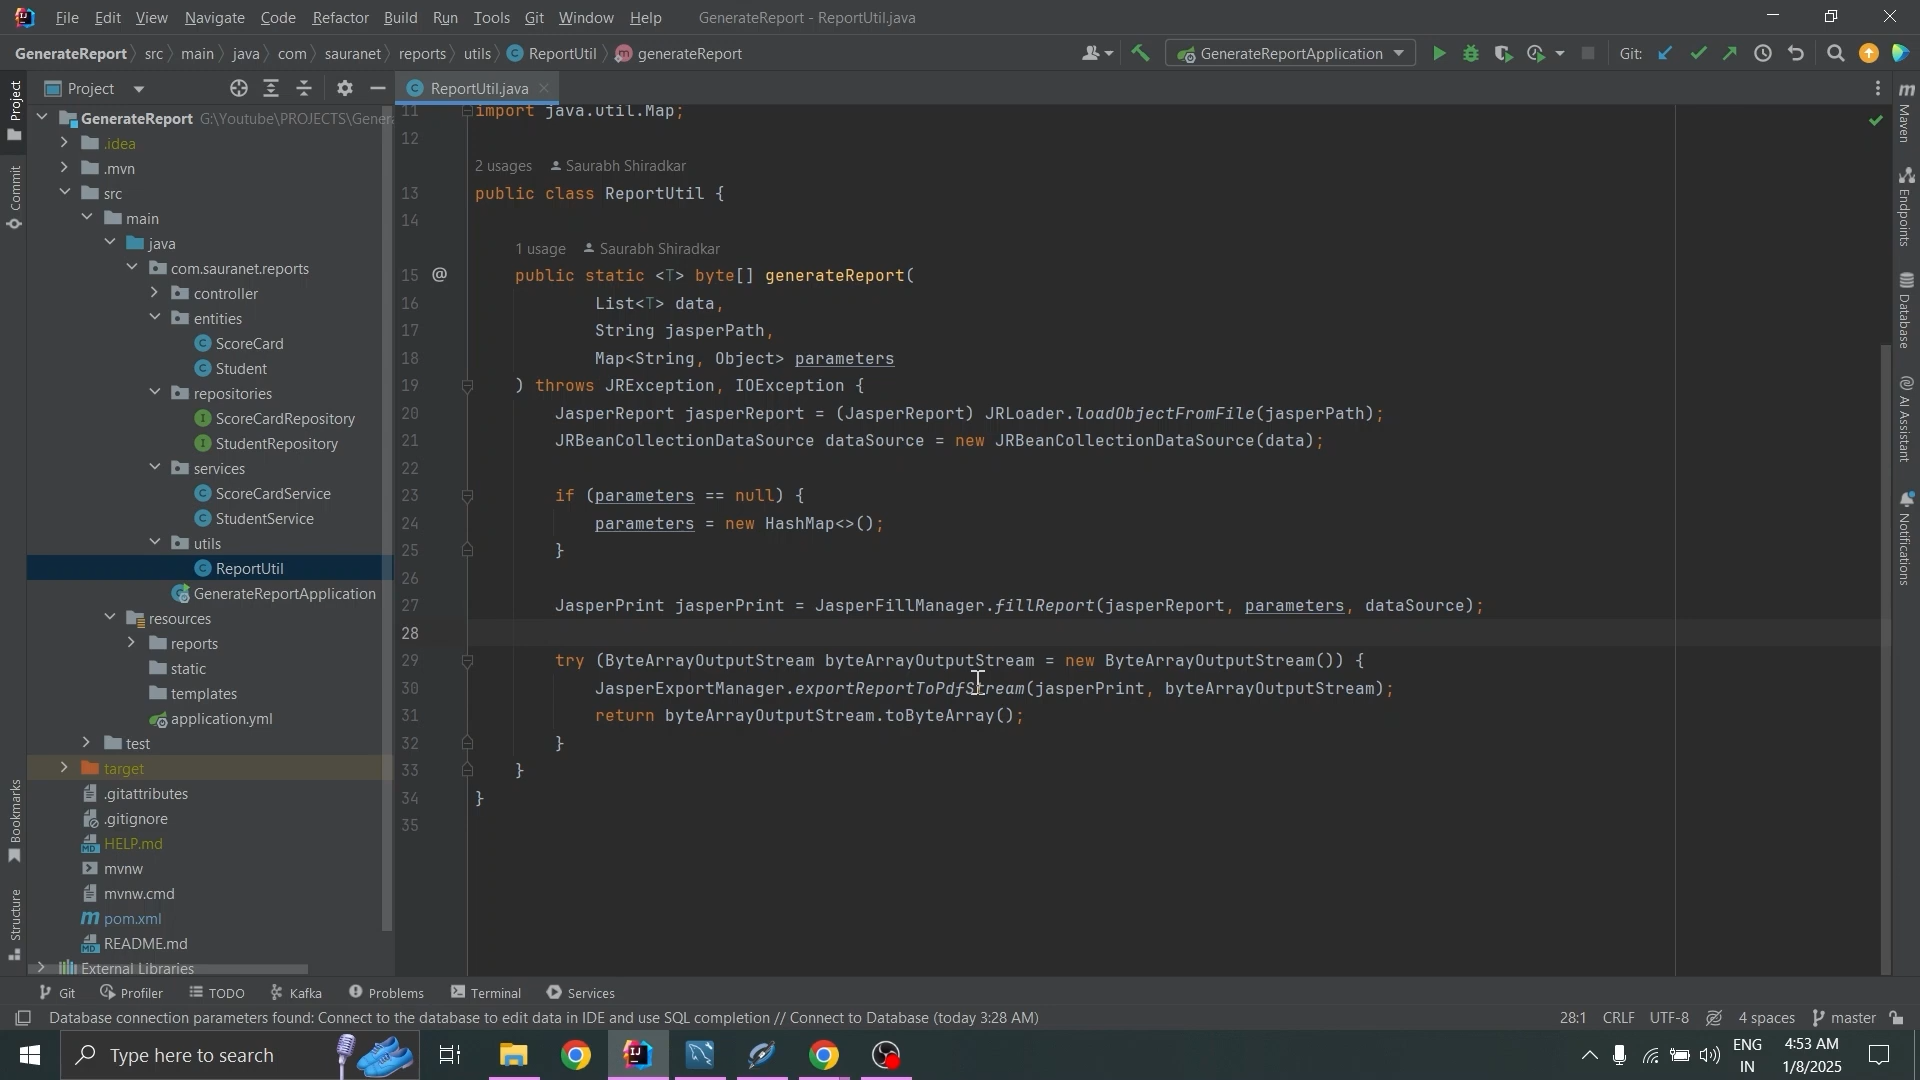 File Edit View Navigate Code Refactor Build Run Tools Git Window Help GenerateReport - ReportUtil.java
GenerateReport src main java com sauranet reports utils ReportUtil generateReport GenerateReportApplication Git:
Project ReportUtil.java
GenerateReport G:\Youtube\PROJECTS\Gener
.idea
.mvn
src
main
java
com.sauranet.reports
controller
entities
ScoreCard
Student
repositories
ScoreCardRepository
StudentRepository
services
ScoreCardService
StudentService
utils
ReportUtil
GenerateReportApplication
resources
reports
static
templates
application.yml
test
target
.gitattributes
.gitignore
HELP.md
mvnw
mvnw.cmd
pom.xml
README.md
External Libraries
Project
Commit
Bookmarks
Structure
11 import java.util.Map;
12
2 usages Saurabh Shiradkar
13 public class ReportUtil {
14
1 usage Saurabh Shiradkar
15 @ public static <T> byte[] generateReport(
16 List<T> data,
17 String jasperPath,
18 Map<String, Object> parameters
19 ) throws JRException, IOException {
20 JasperReport jasperReport = (JasperReport) JRLoader.loadObjectFromFile(jasperPath);
21 JRBeanCollectionDataSource dataSource = new JRBeanCollectionDataSource(data);
22
23 if (parameters == null) {
24 parameters = new HashMap<>();
25 }
26
27 JasperPrint jasperPrint = JasperFillManager.fillReport(jasperReport, parameters, dataSource);
28
29 try (ByteArrayOutputStream byteArrayOutputStream = new ByteArrayOutputStream()) {
30 JasperExportManager.exportReportToPdfStream(jasperPrint, byteArrayOutputStream);
31 return byteArrayOutputStream.toByteArray();
32 }
33 }
34 }
35
Maven
Endpoints
Database
AI Assistant
Notifications
Git Profiler TODO Kafka Problems Terminal Services
Database connection parameters found: Connect to the database to edit data in IDE and use SQL completion // Connect to Database (today 3:28 AM) 28:1 CRLF UTF-8 4 spaces master
Type here to search
ENG
IN
4:53 AM
1/8/2025